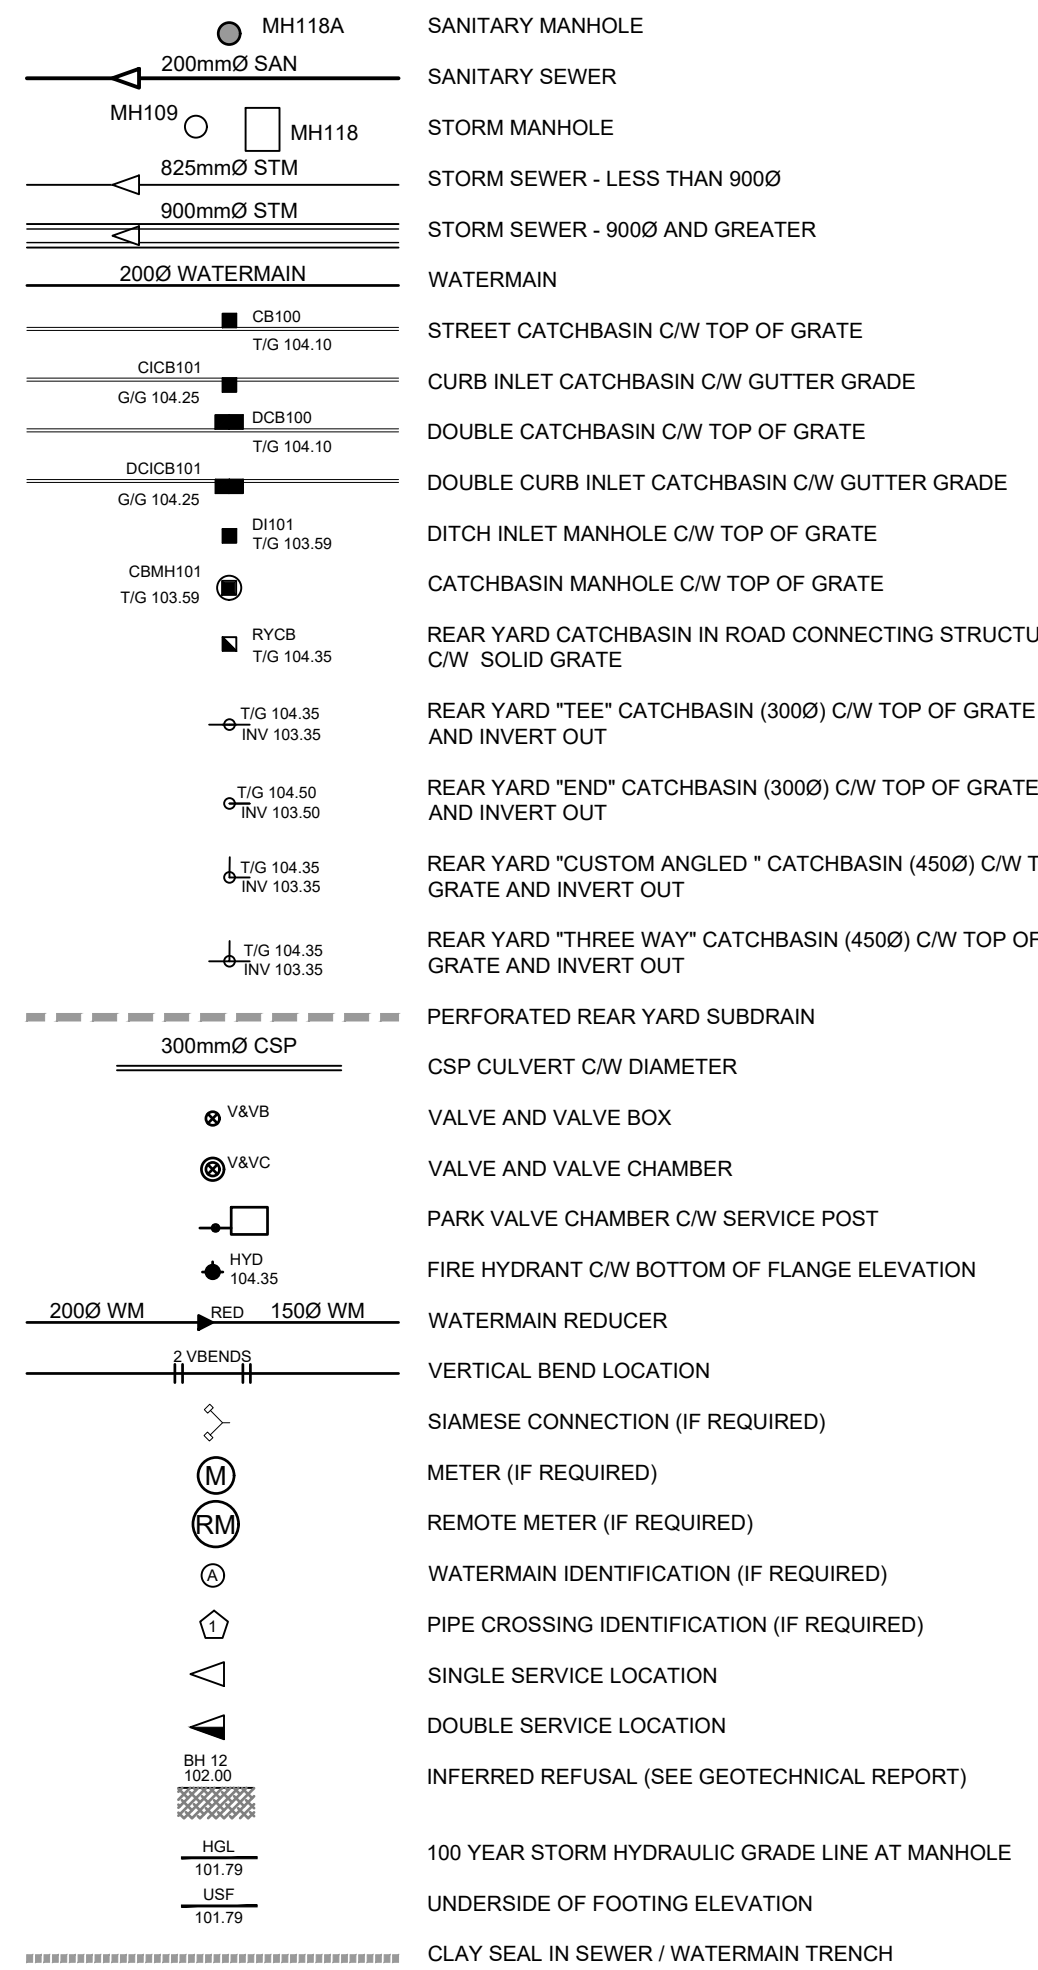 MH118A SANITARY MANHOLE
200mmØ SAN SANITARY SEWER
MH109 MH118 STORM MANHOLE
825mmØ STM STORM SEWER - LESS THAN 900Ø
900mmØ STM STORM SEWER - 900Ø AND GREATER
200Ø WATERMAIN WATERMAIN
CB100
T/G 104.10
STREET CATCHBASIN C/W TOP OF GRATE
CICB101
G/G 104.25
CURB INLET CATCHBASIN C/W GUTTER GRADE
DCB100
T/G 104.10
DOUBLE CATCHBASIN C/W TOP OF GRATE
DCICB101
G/G 104.25
DOUBLE CURB INLET CATCHBASIN C/W GUTTER GRADE
DI101
T/G 103.59
DITCH INLET MANHOLE C/W TOP OF GRATE
CBMH101
T/G 103.59
CATCHBASIN MANHOLE C/W TOP OF GRATE
RYCB
T/G 104.35
REAR YARD CATCHBASIN IN ROAD CONNECTING STRUCTU
C/W SOLID GRATE
T/G 104.35
INV 103.35
REAR YARD "TEE" CATCHBASIN (300Ø) C/W TOP OF GRATE
AND INVERT OUT
T/G 104.50
INV 103.50
REAR YARD "END" CATCHBASIN (300Ø) C/W TOP OF GRATE
AND INVERT OUT
T/G 104.35
INV 103.35
REAR YARD "CUSTOM ANGLED " CATCHBASIN (450Ø) C/W T
GRATE AND INVERT OUT
T/G 104.35
INV 103.35
REAR YARD "THREE WAY" CATCHBASIN (450Ø) C/W TOP OF
GRATE AND INVERT OUT
PERFORATED REAR YARD SUBDRAIN
300mmØ CSP CSP CULVERT C/W DIAMETER
V&VB VALVE AND VALVE BOX
V&VC VALVE AND VALVE CHAMBER
PARK VALVE CHAMBER C/W SERVICE POST
HYD
104.35
FIRE HYDRANT C/W BOTTOM OF FLANGE ELEVATION
200Ø WM RED 150Ø WM WATERMAIN REDUCER
2 VBENDS VERTICAL BEND LOCATION
SIAMESE CONNECTION (IF REQUIRED)
M METER (IF REQUIRED)
RM REMOTE METER (IF REQUIRED)
A WATERMAIN IDENTIFICATION (IF REQUIRED)
1 PIPE CROSSING IDENTIFICATION (IF REQUIRED)
SINGLE SERVICE LOCATION
DOUBLE SERVICE LOCATION
BH 12
102.00
INFERRED REFUSAL (SEE GEOTECHNICAL REPORT)
HGL
101.79
100 YEAR STORM HYDRAULIC GRADE LINE AT MANHOLE
USF
101.79
UNDERSIDE OF FOOTING ELEVATION
CLAY SEAL IN SEWER / WATERMAIN TRENCH